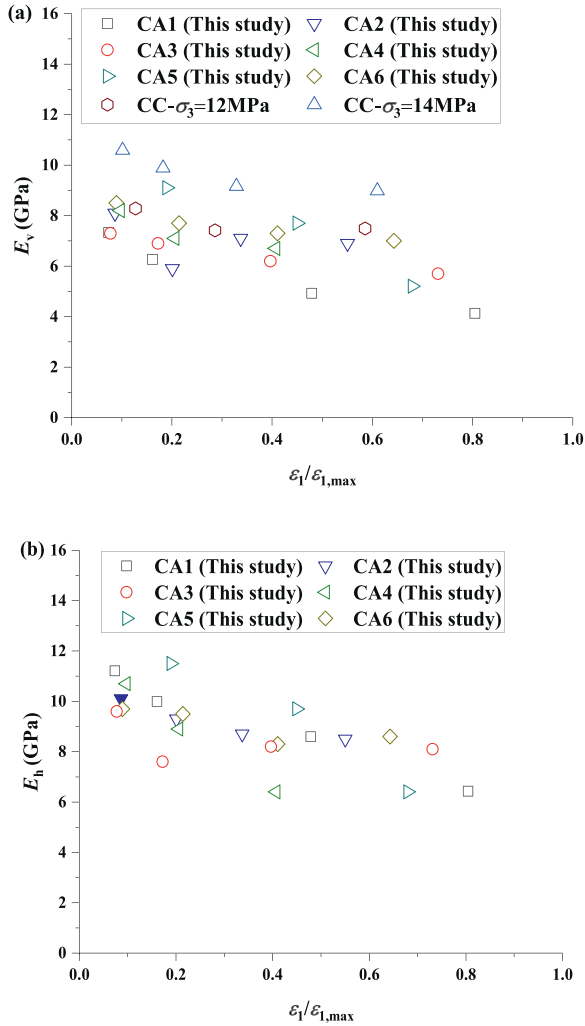 (a)
16
CA1 (This study) CA2 (This study)
14
CA3 (This study) CA4 (This study)
CA5 (This study) CA6 (This study)
12
CC-σ3=12MPa CC-σ3=14MPa
10
8
6
4
2
0
Ev (GPa)
0.0 0.2 0.4 0.6 0.8 1.0
ε1/ε1,max
(b)
16
CA1 (This study) CA2 (This study)
CA3 (This study) CA4 (This study)
14
CA5 (This study) CA6 (This study)
12
10
8
6
4
2
0
Eh (GPa)
0.0 0.2 0.4 0.6 0.8 1.0
ε1/ε1,max